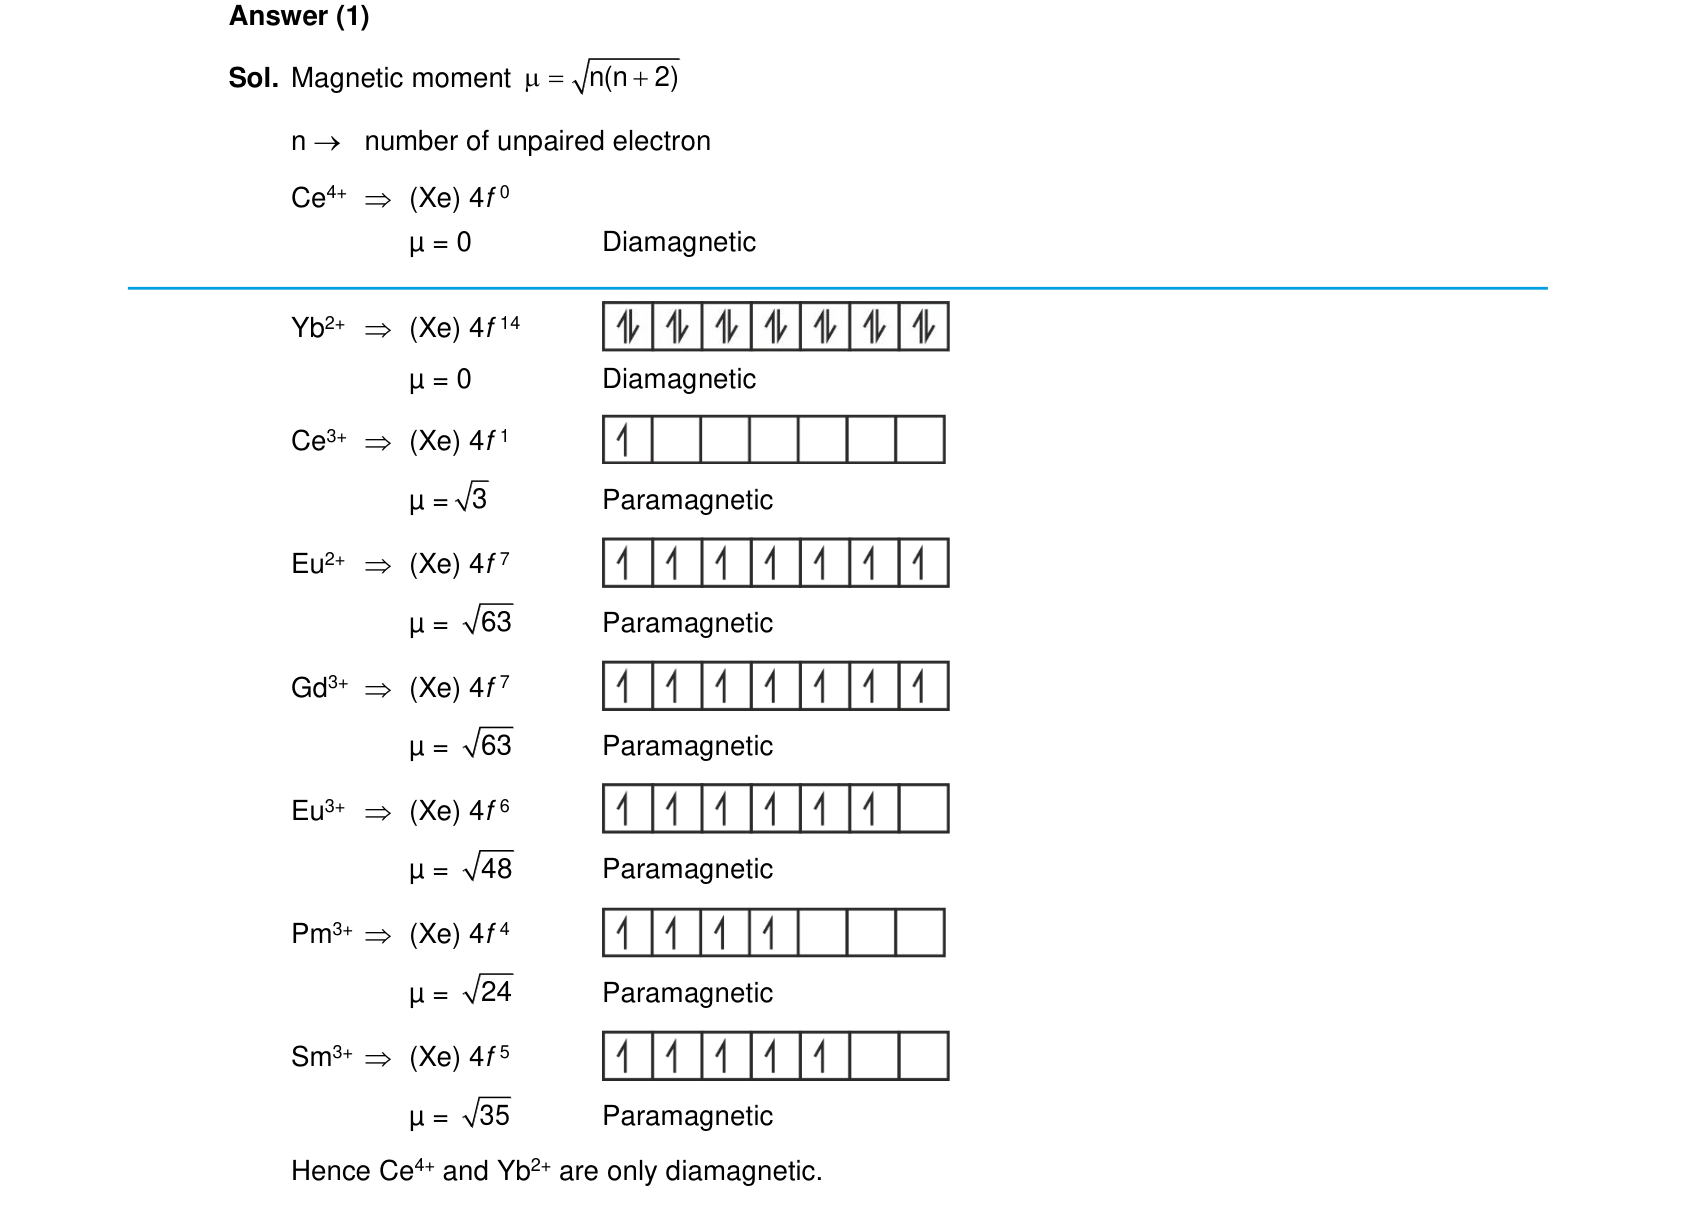 Answer (1)
Sol. Magnetic moment μ = √n(n + 2)
n → number of unpaired electron
Ce⁴⁺ ⇒ (Xe) 4f⁰
μ = 0 Diamagnetic
Yb²⁺ ⇒ (Xe) 4f¹⁴ ⥮ ⥮ ⥮ ⥮ ⥮ ⥮ ⥮
μ = 0 Diamagnetic
Ce³⁺ ⇒ (Xe) 4f¹ ↿
μ = √3 Paramagnetic
Eu²⁺ ⇒ (Xe) 4f⁷ ↿ ↿ ↿ ↿ ↿ ↿ ↿
μ = √63 Paramagnetic
Gd³⁺ ⇒ (Xe) 4f⁷ ↿ ↿ ↿ ↿ ↿ ↿ ↿
μ = √63 Paramagnetic
Eu³⁺ ⇒ (Xe) 4f⁶ ↿ ↿ ↿ ↿ ↿ ↿
μ = √48 Paramagnetic
Pm³⁺ ⇒ (Xe) 4f⁴ ↿ ↿ ↿ ↿
μ = √24 Paramagnetic
Sm³⁺ ⇒ (Xe) 4f⁵ ↿ ↿ ↿ ↿ ↿
μ = √35 Paramagnetic
Hence Ce⁴⁺ and Yb²⁺ are only diamagnetic.